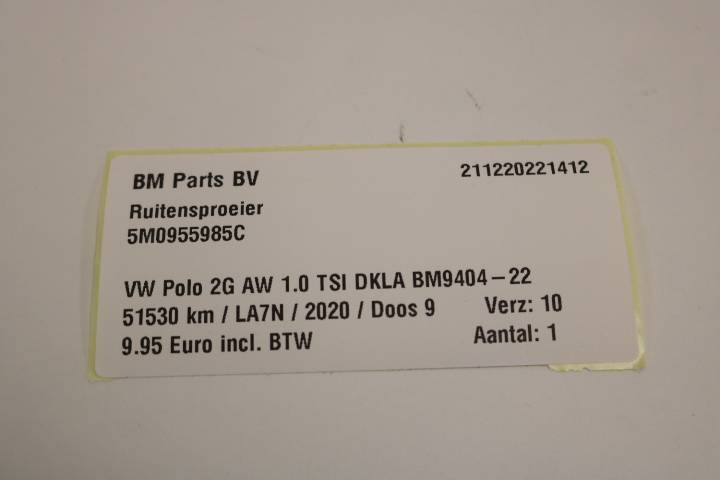 BM Parts BV 211220221412
Ruitensproeier
5M0955985C
VW Polo 2G AW 1.0 TSI DKLA BM9404-22
51530 km / LA7N / 2020 / Doos 9 Verz: 10
9.95 Euro incl. BTW Aantal: 1